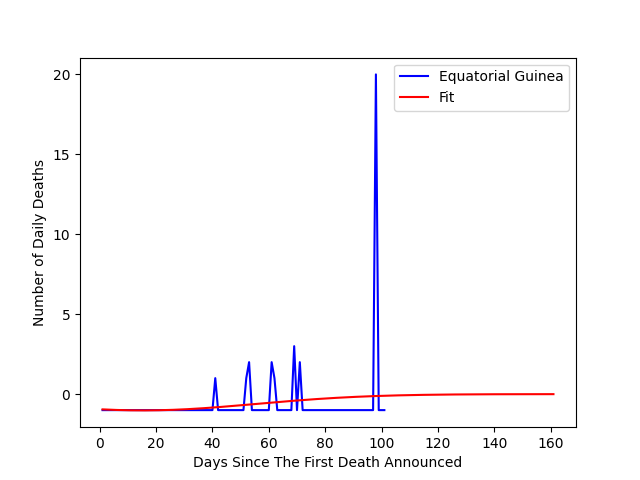 Equatorial Guinea
Fit
20
15
10
5
0
Number of Daily Deaths
0 20 40 60 80 100 120 140 160
Days Since The First Death Announced